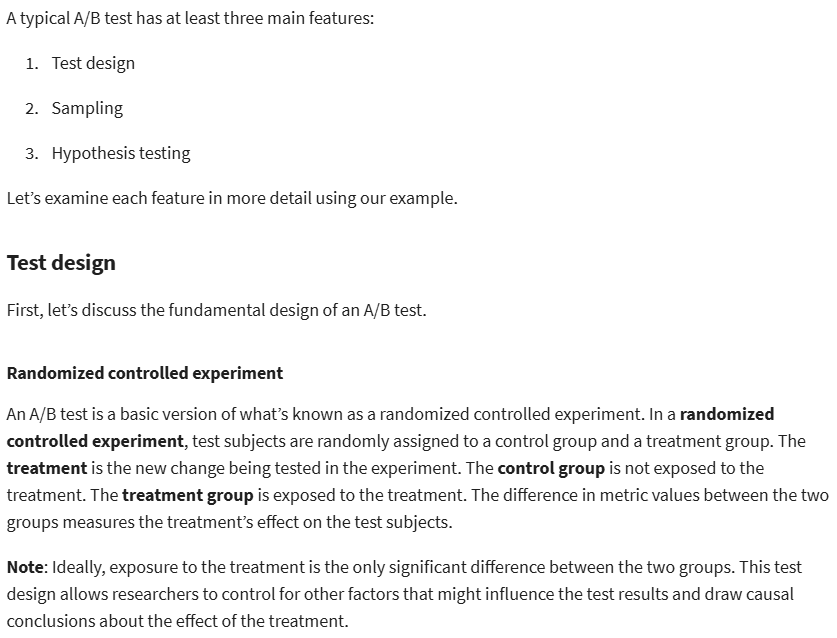 A typical A/B test has at least three main features:
1. Test design
2. Sampling
3. Hypothesis testing
Let’s examine each feature in more detail using our example.
Test design
First, let’s discuss the fundamental design of an A/B test.
Randomized controlled experiment
An A/B test is a basic version of what’s known as a randomized controlled experiment. In a randomized
controlled experiment, test subjects are randomly assigned to a control group and a treatment group. The
treatment is the new change being tested in the experiment. The control group is not exposed to the
treatment. The treatment group is exposed to the treatment. The difference in metric values between the two
groups measures the treatment’s effect on the test subjects.
Note: Ideally, exposure to the treatment is the only significant difference between the two groups. This test
design allows researchers to control for other factors that might influence the test results and draw causal
conclusions about the effect of the treatment.